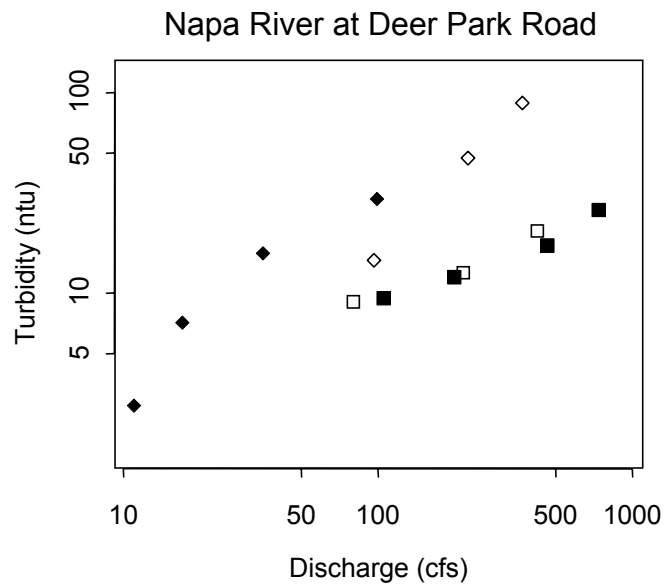 Napa River at Deer Park Road
Turbidity (ntu)
100
50
10
5
10 50 100 500 1000
Discharge (cfs)